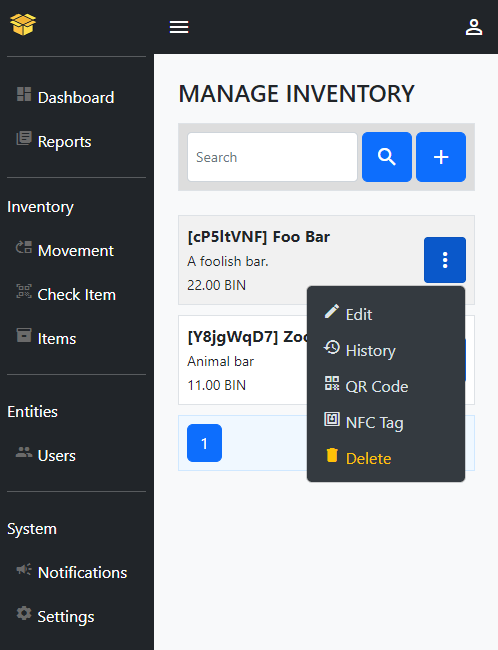 Dashboard
Reports
Inventory
Movement
Check Item
Items
Entities
Users
System
Notifications
Settings
MANAGE INVENTORY
Search
[cP5ltVNF] Foo Bar
A foolish bar.
22.00 BIN
[Y8jgWqD7]
Animal bar
11.00 BIN
1
Edit
History
QR Code
NFC Tag
Delete